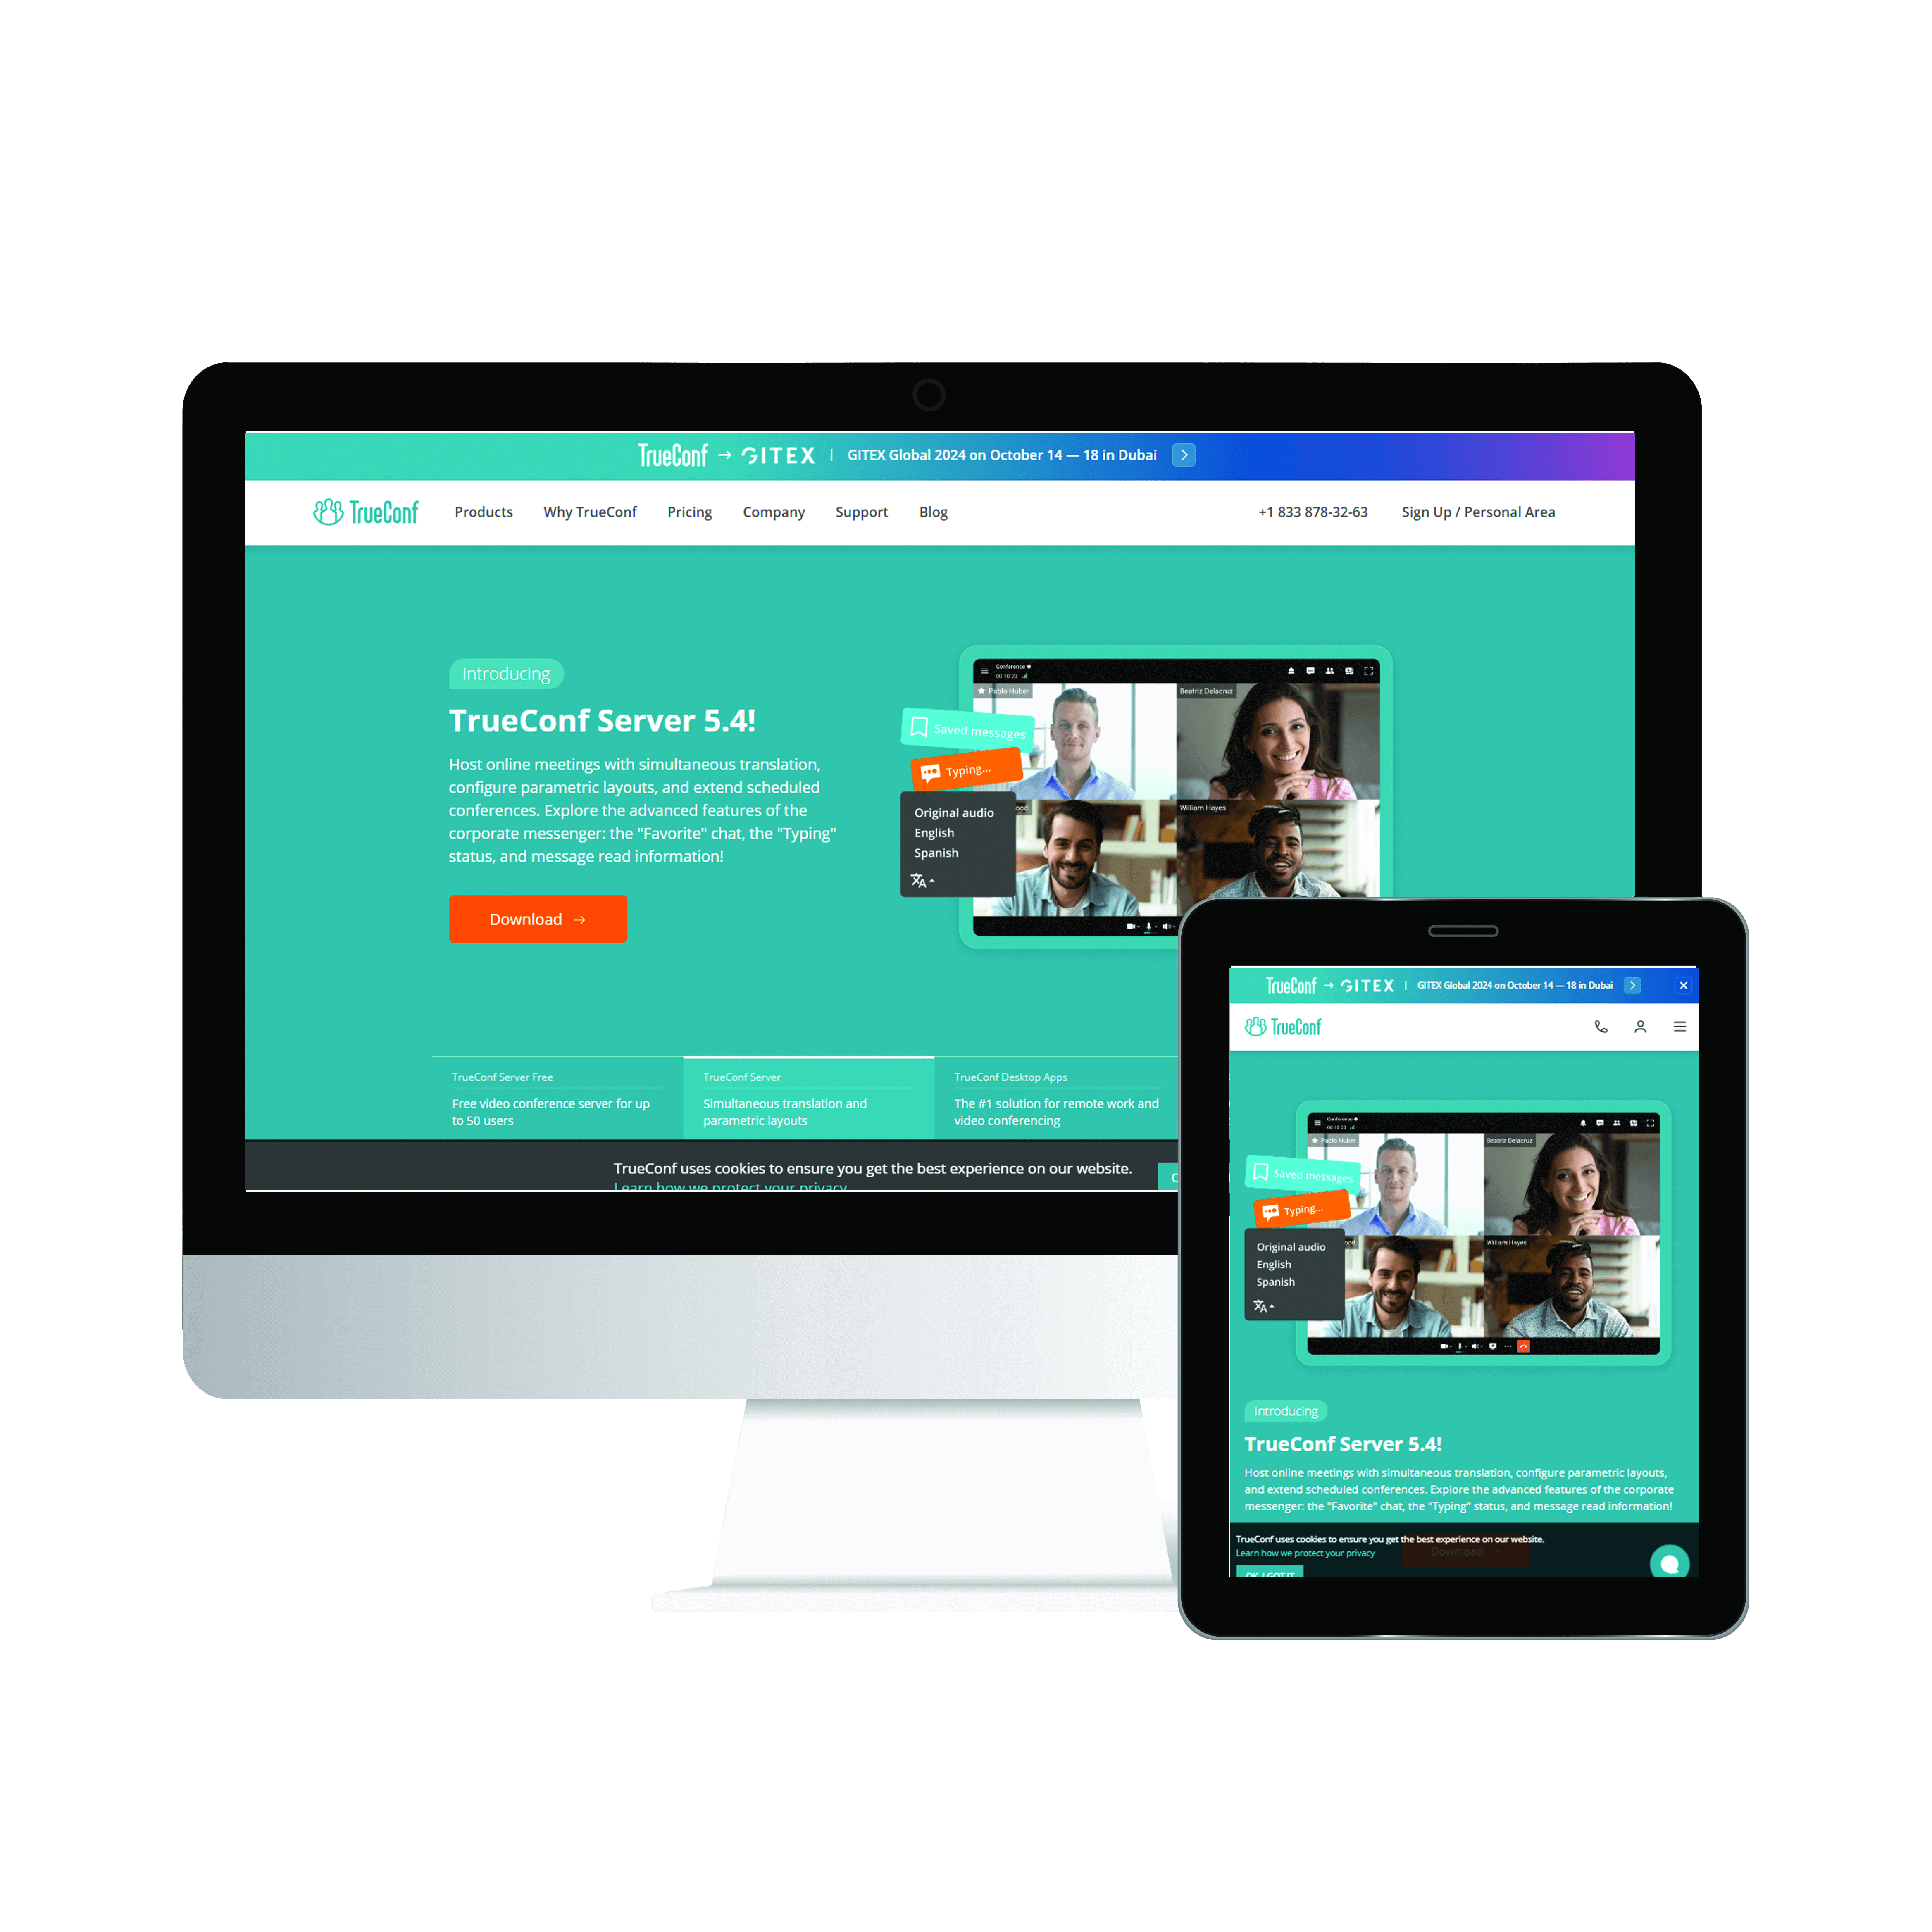 TrueConf → GITEX | GITEX Global 2024 on October 14 — 18 in Dubai
TrueConf Products Why TrueConf Pricing Company Support Blog +1 833 878-32-63 Sign Up / Personal Area
Introducing
TrueConf Server 5.4!
Host online meetings with simultaneous translation,
configure parametric layouts, and extend scheduled
conferences. Explore the advanced features of the
corporate messenger: the "Favorite" chat, the "Typing"
status, and message read information!
Download →
Conference
00:10:23
Pablo Huber
Beatriz Delacruz
Saved messages
Typing...
Original audio
English
Spanish
William Hayes
TrueConf Server Free
Free video conference server for up
to 50 users
TrueConf Server
Simultaneous translation and
parametric layouts
TrueConf Desktop Apps
The #1 solution for remote work and
video conferencing
TrueConf uses cookies to ensure you get the best experience on our website.
Learn how we protect your privacy
TrueConf → GITEX | GITEX Global 2024 on October 14 — 18 in Dubai
TrueConf
Conference
00:10:23
Pablo Huber
Beatriz Delacruz
Saved messages
Typing...
Original audio
English
Spanish
William Hayes
Introducing
TrueConf Server 5.4!
Host online meetings with simultaneous translation, configure parametric layouts,
and extend scheduled conferences. Explore the advanced features of the corporate
messenger: the "Favorite" chat, the "Typing" status, and message read information!
TrueConf uses cookies to ensure you get the best experience on our website.
Download
Learn how we protect your privacy
OK, I GOT IT